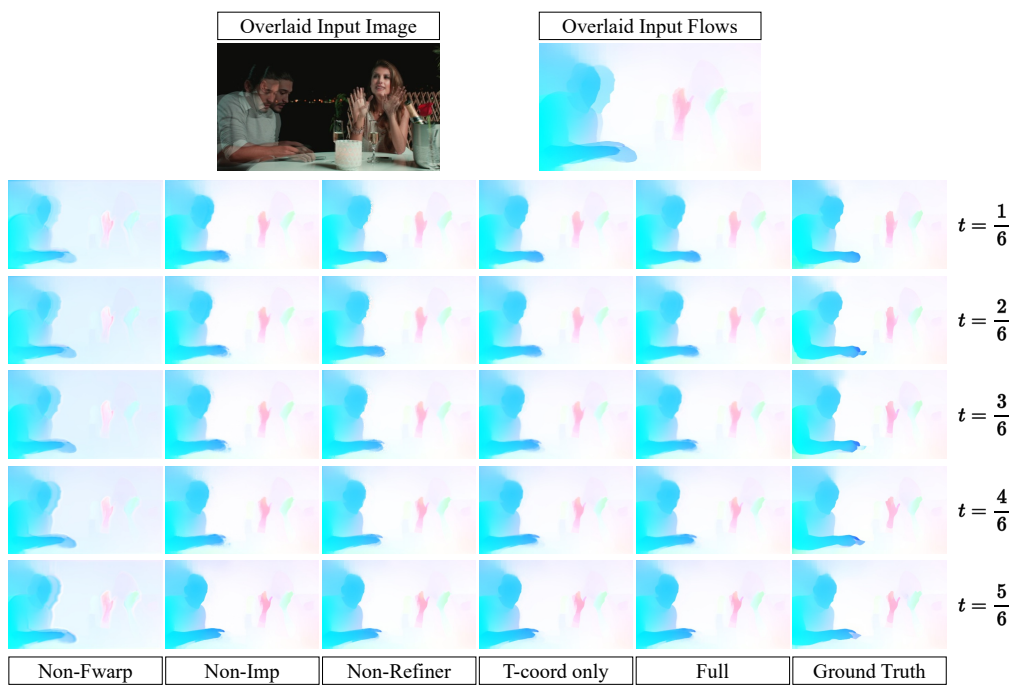 Overlaid Input Image
Overlaid Input Flows
t = 1/6
t = 2/6
t = 3/6
t = 4/6
t = 5/6
Non-Fwarp
Non-Imp
Non-Refiner
T-coord only
Full
Ground Truth